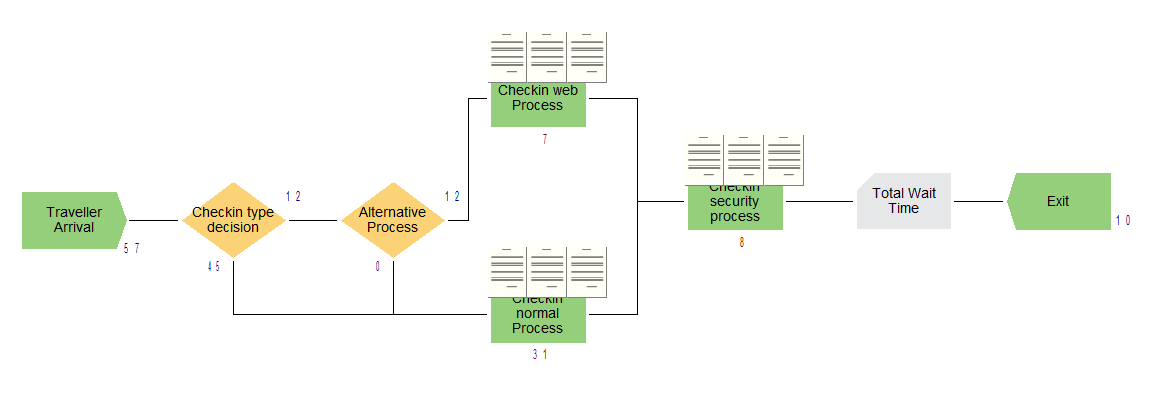 Checkin web
Process
7
Traveller
Arrival
5 7
Checkin type
decision
1 2
4 5
Alternative
Process
1 2
0
Checkin
normal
Process
3 1
Checkin
security
process
8
Total Wait
Time
Exit
1 0